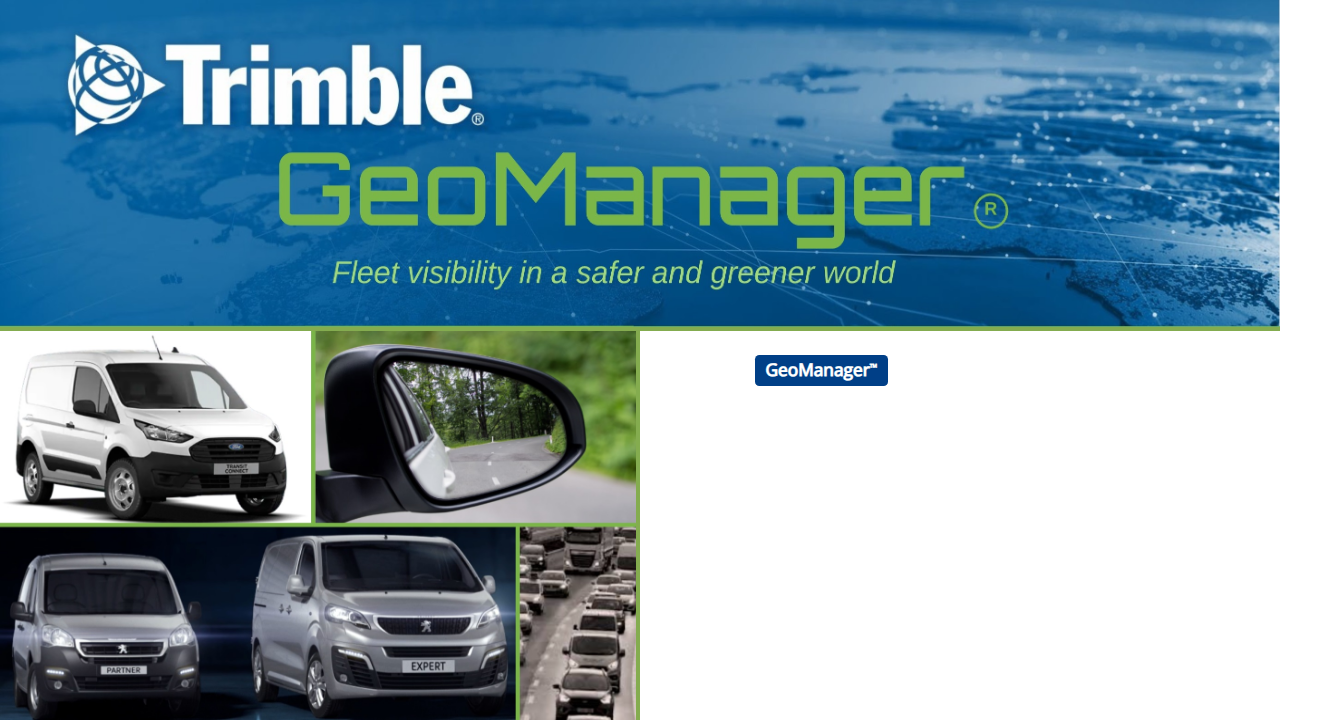 Trimble®
GeoManager®
Fleet visibility in a safer and greener world
GeoManager™
TRANSIT
CONNECT
PARTNER
EXPERT